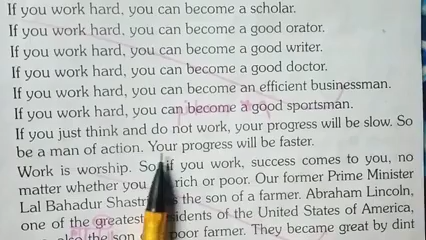 If you work hard, you can become a scholar.
If you work hard, you can become a good orator.
If you work hard, you can become a good writer.
If you work hard, you can become a good doctor.
If you work hard, you can become an efficient businessman.
If you work hard, you can become a good sportsman.
If you just think and do not work, your progress will be slow. So
be a man of action. Your progress will be faster.
Work is worship. So if you work, success comes to you, no
matter whether you rich or poor. Our former Prime Minister
Lal Bahadur the son of a farmer. Abraham Lincoln,
one of the greatest of the United States of America,
also the son poor farmer. They became great by dint